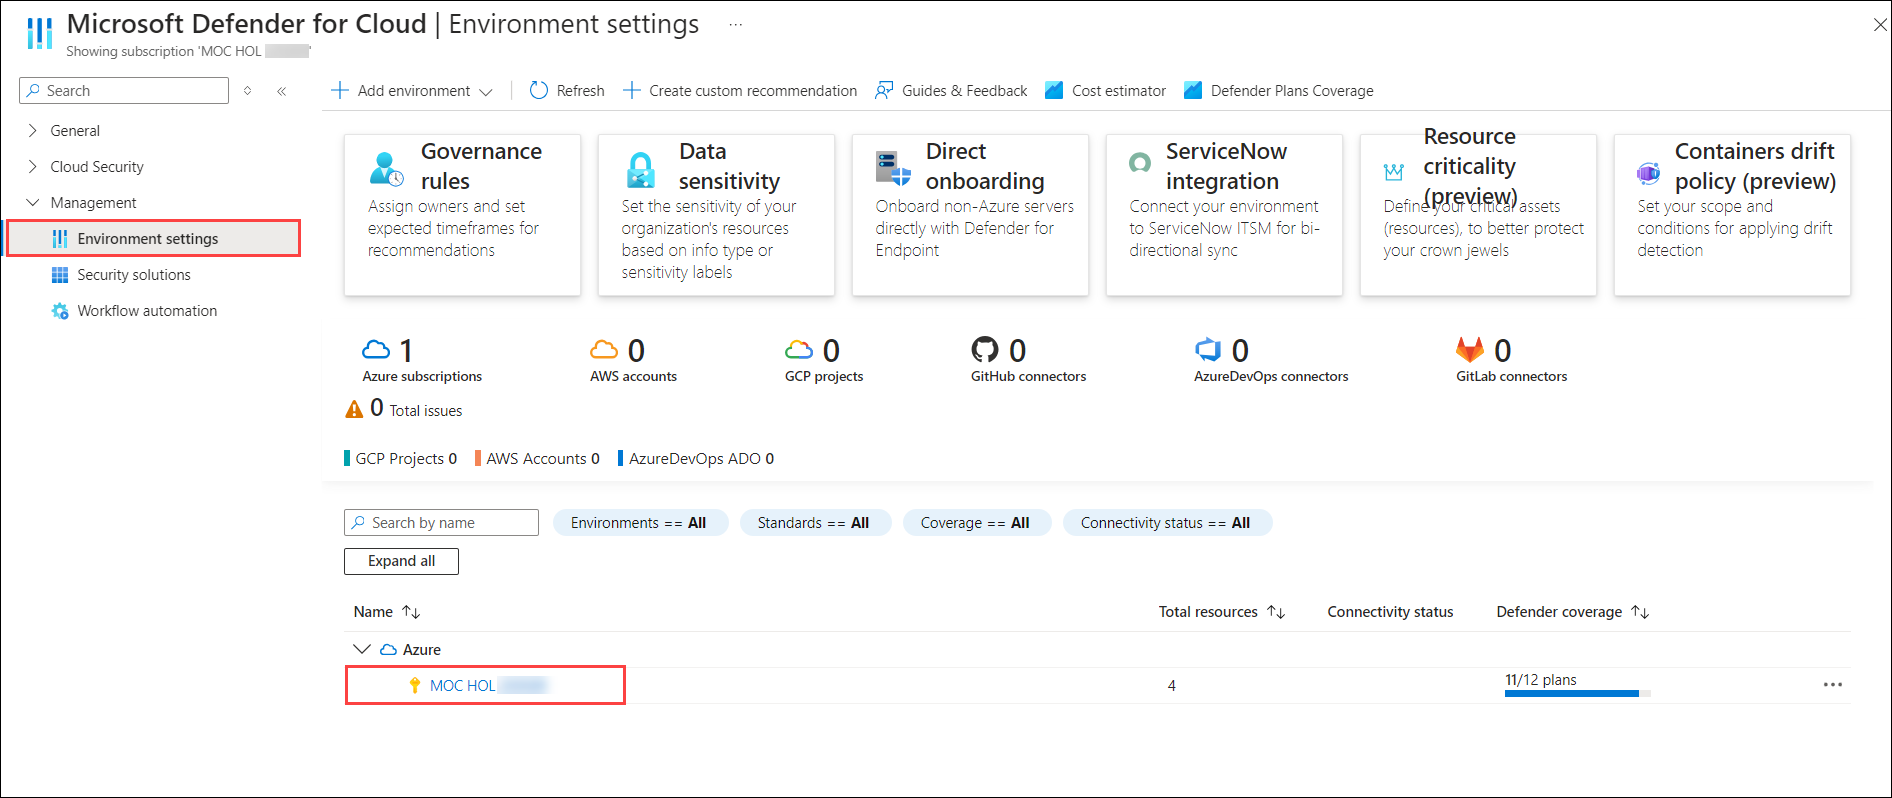 Microsoft Defender for Cloud | Environment settings ...
Showing subscription 'MOC HOL '
Search
General
Cloud Security
Management
Environment settings
Security solutions
Workflow automation
Add environment
Refresh
Create custom recommendation
Guides & Feedback
Cost estimator
Defender Plans Coverage
Governance
rules
Assign owners and set
expected timeframes for
recommendations
Data
sensitivity
Set the sensitivity of your
organization's resources
based on info type or
sensitivity labels
Direct
onboarding
Onboard non-Azure servers
directly with Defender for
Endpoint
ServiceNow
integration
Connect your environment
to ServiceNow ITSM for bi-
directional sync
Resource
criticality
(preview)
Define your critical assets
(resources), to better protect
your crown jewels
Containers drift
policy (preview)
Set your scope and
conditions for applying drift
detection
1
Azure subscriptions
0
AWS accounts
0
GCP projects
0
GitHub connectors
0
AzureDevOps connectors
0
GitLab connectors
0 Total issues
GCP Projects 0
AWS Accounts 0
AzureDevOps ADO 0
Search by name
Environments == All
Standards == All
Coverage == All
Connectivity status == All
Expand all
Name
Total resources
Connectivity status
Defender coverage
Azure
MOC HOL
4
11/12 plans
...